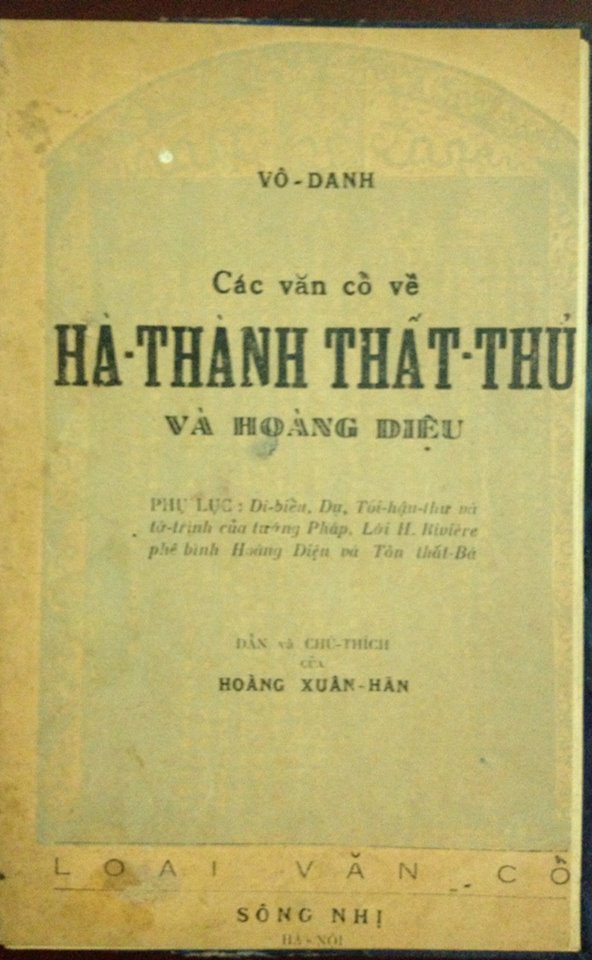 VÔ-DANH
Các văn cổ về
HÀ-THÀNH THẤT-THỦ
VÀ HOÀNG DIỆU
PHỤ LỤC : Di-biểu, Dụ, Tối-hậu-thư và
tờ-trình của tướng Pháp, Lời H. Rivière
phê bình Hoàng Diệu và Tôn thất-Bá
DẪN và CHÚ-THÍCH
CỦA
HOÀNG XUÂN-HÃN
LOẠI VĂN CỔ
SÔNG NHỊ
HÀ-NỘI